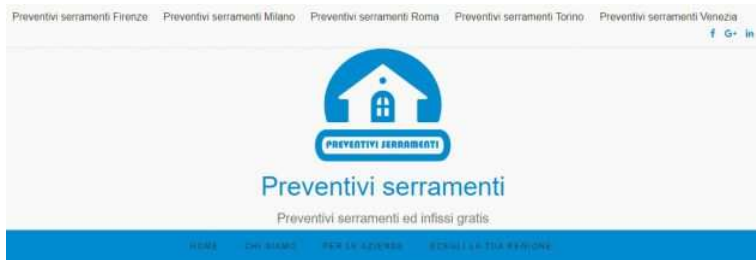 Preventivi serramenti Firenze Preventivi serramenti Milano Preventivi serramenti Roma Preventivi serramenti Torino Preventivi serramenti Venezia
f G+ in
PREVENTIVI SERRAMENTI
Preventivi serramenti
Preventivi serramenti ed infissi gratis
HOME CHI SIAMO PER LE AZIENDE SCEGLI LA TUA REGIONE